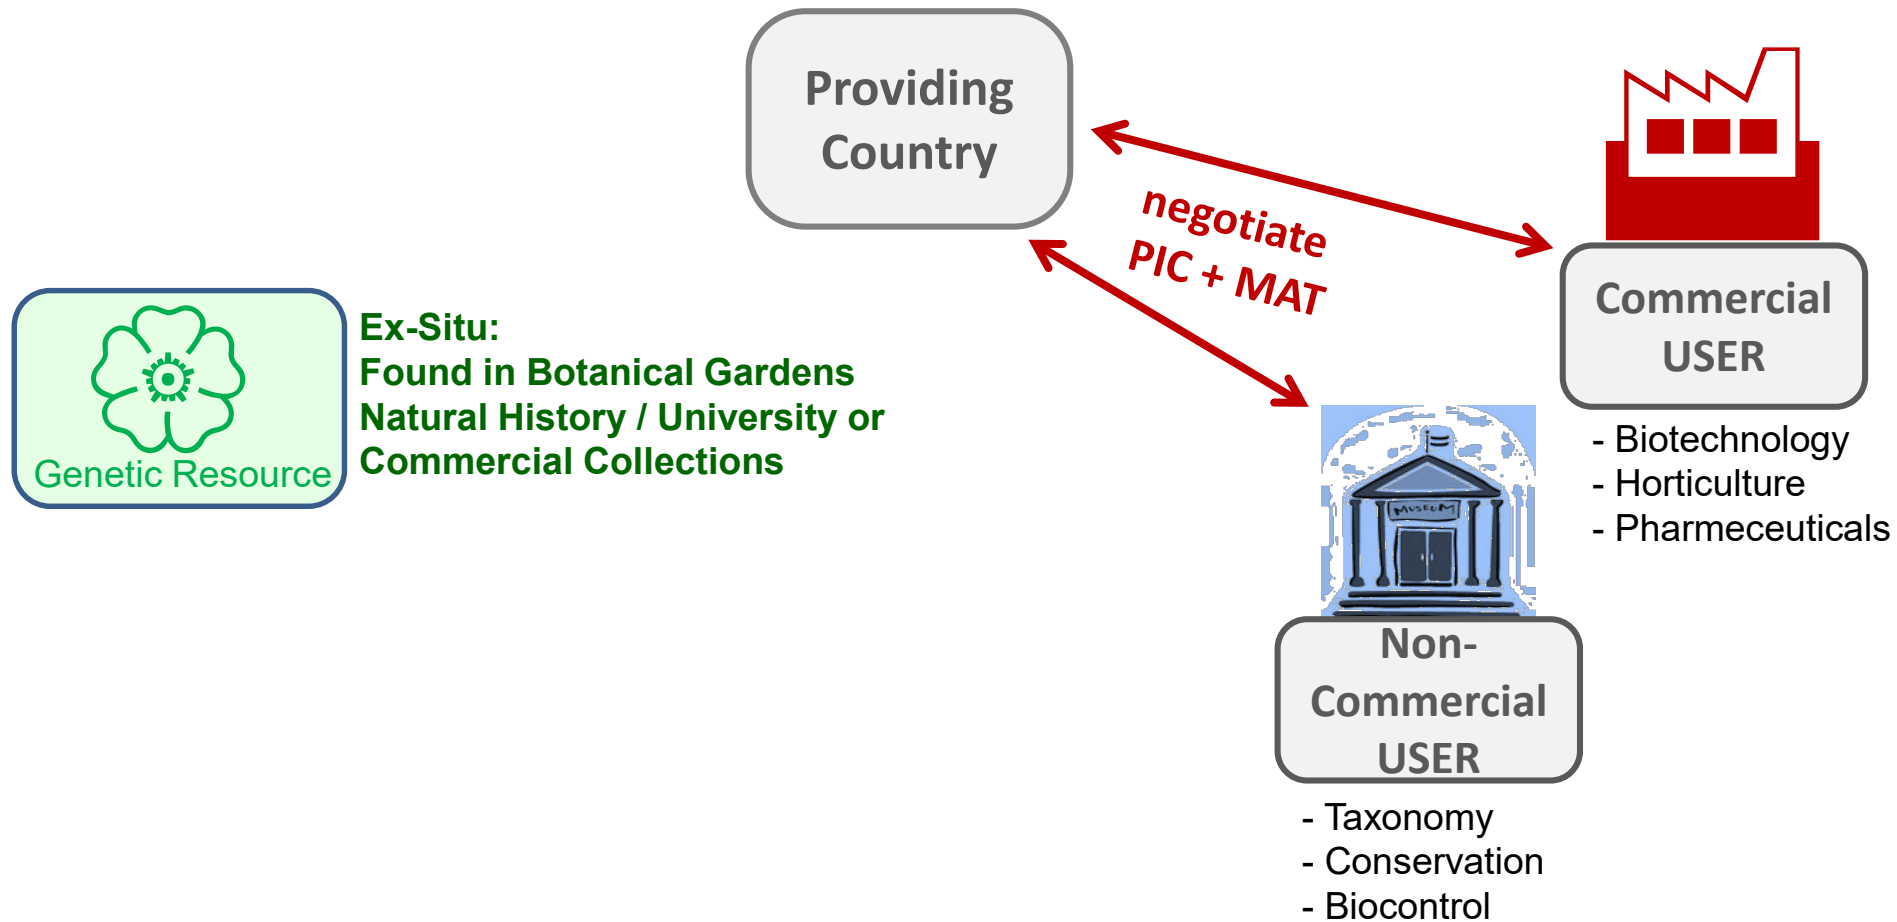 Providing
Country
negotiate
PIC + MAT
Commercial
USER
- Biotechnology
- Horticulture
- Pharmeceuticals
Genetic Resource
Ex-Situ:
Found in Botanical Gardens
Natural History / University or
Commercial Collections
MUSEUM
Non-
Commercial
USER
- Taxonomy
- Conservation
- Biocontrol